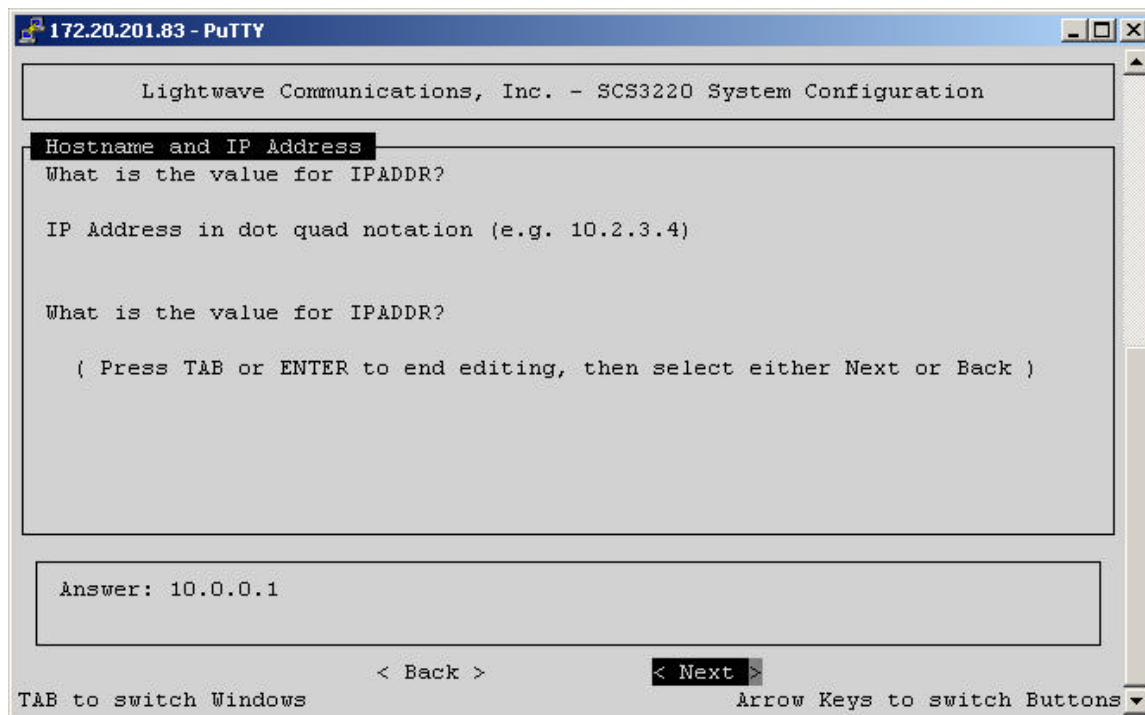 172.20.201.83 - PuTTY
Lightwave Communications, Inc. - SCS3220 System Configuration
Hostname and IP Address
What is the value for IPADDR?
IP Address in dot quad notation (e.g. 10.2.3.4)
What is the value for IPADDR?
( Press TAB or ENTER to end editing, then select either Next or Back )
Answer: 10.0.0.1
< Back > < Next >
TAB to switch Windows Arrow Keys to switch Buttons